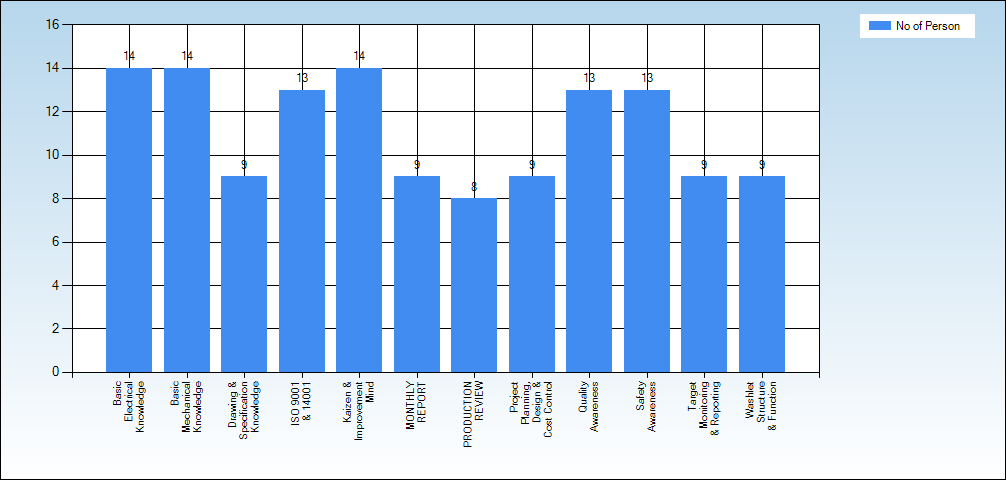 No of Person
16
14
12
10
8
6
4
2
0
14
14
9
13
14
9
8
9
13
13
9
9
Basic
Electrical
Knowledge
Basic
Mechanical
Knowledge
Drawing &
Specification
Knowledge
ISO 9001
& 14001
Kaizen &
Improvement
Mind
MONTHLY
REPORT
PRODUCTION
REVIEW
Project
Planning,
Design &
Cost Control
Quality
Awareness
Safety
Awareness
Target
Monitoring
& Reporting
Washlet
Structure
& Function